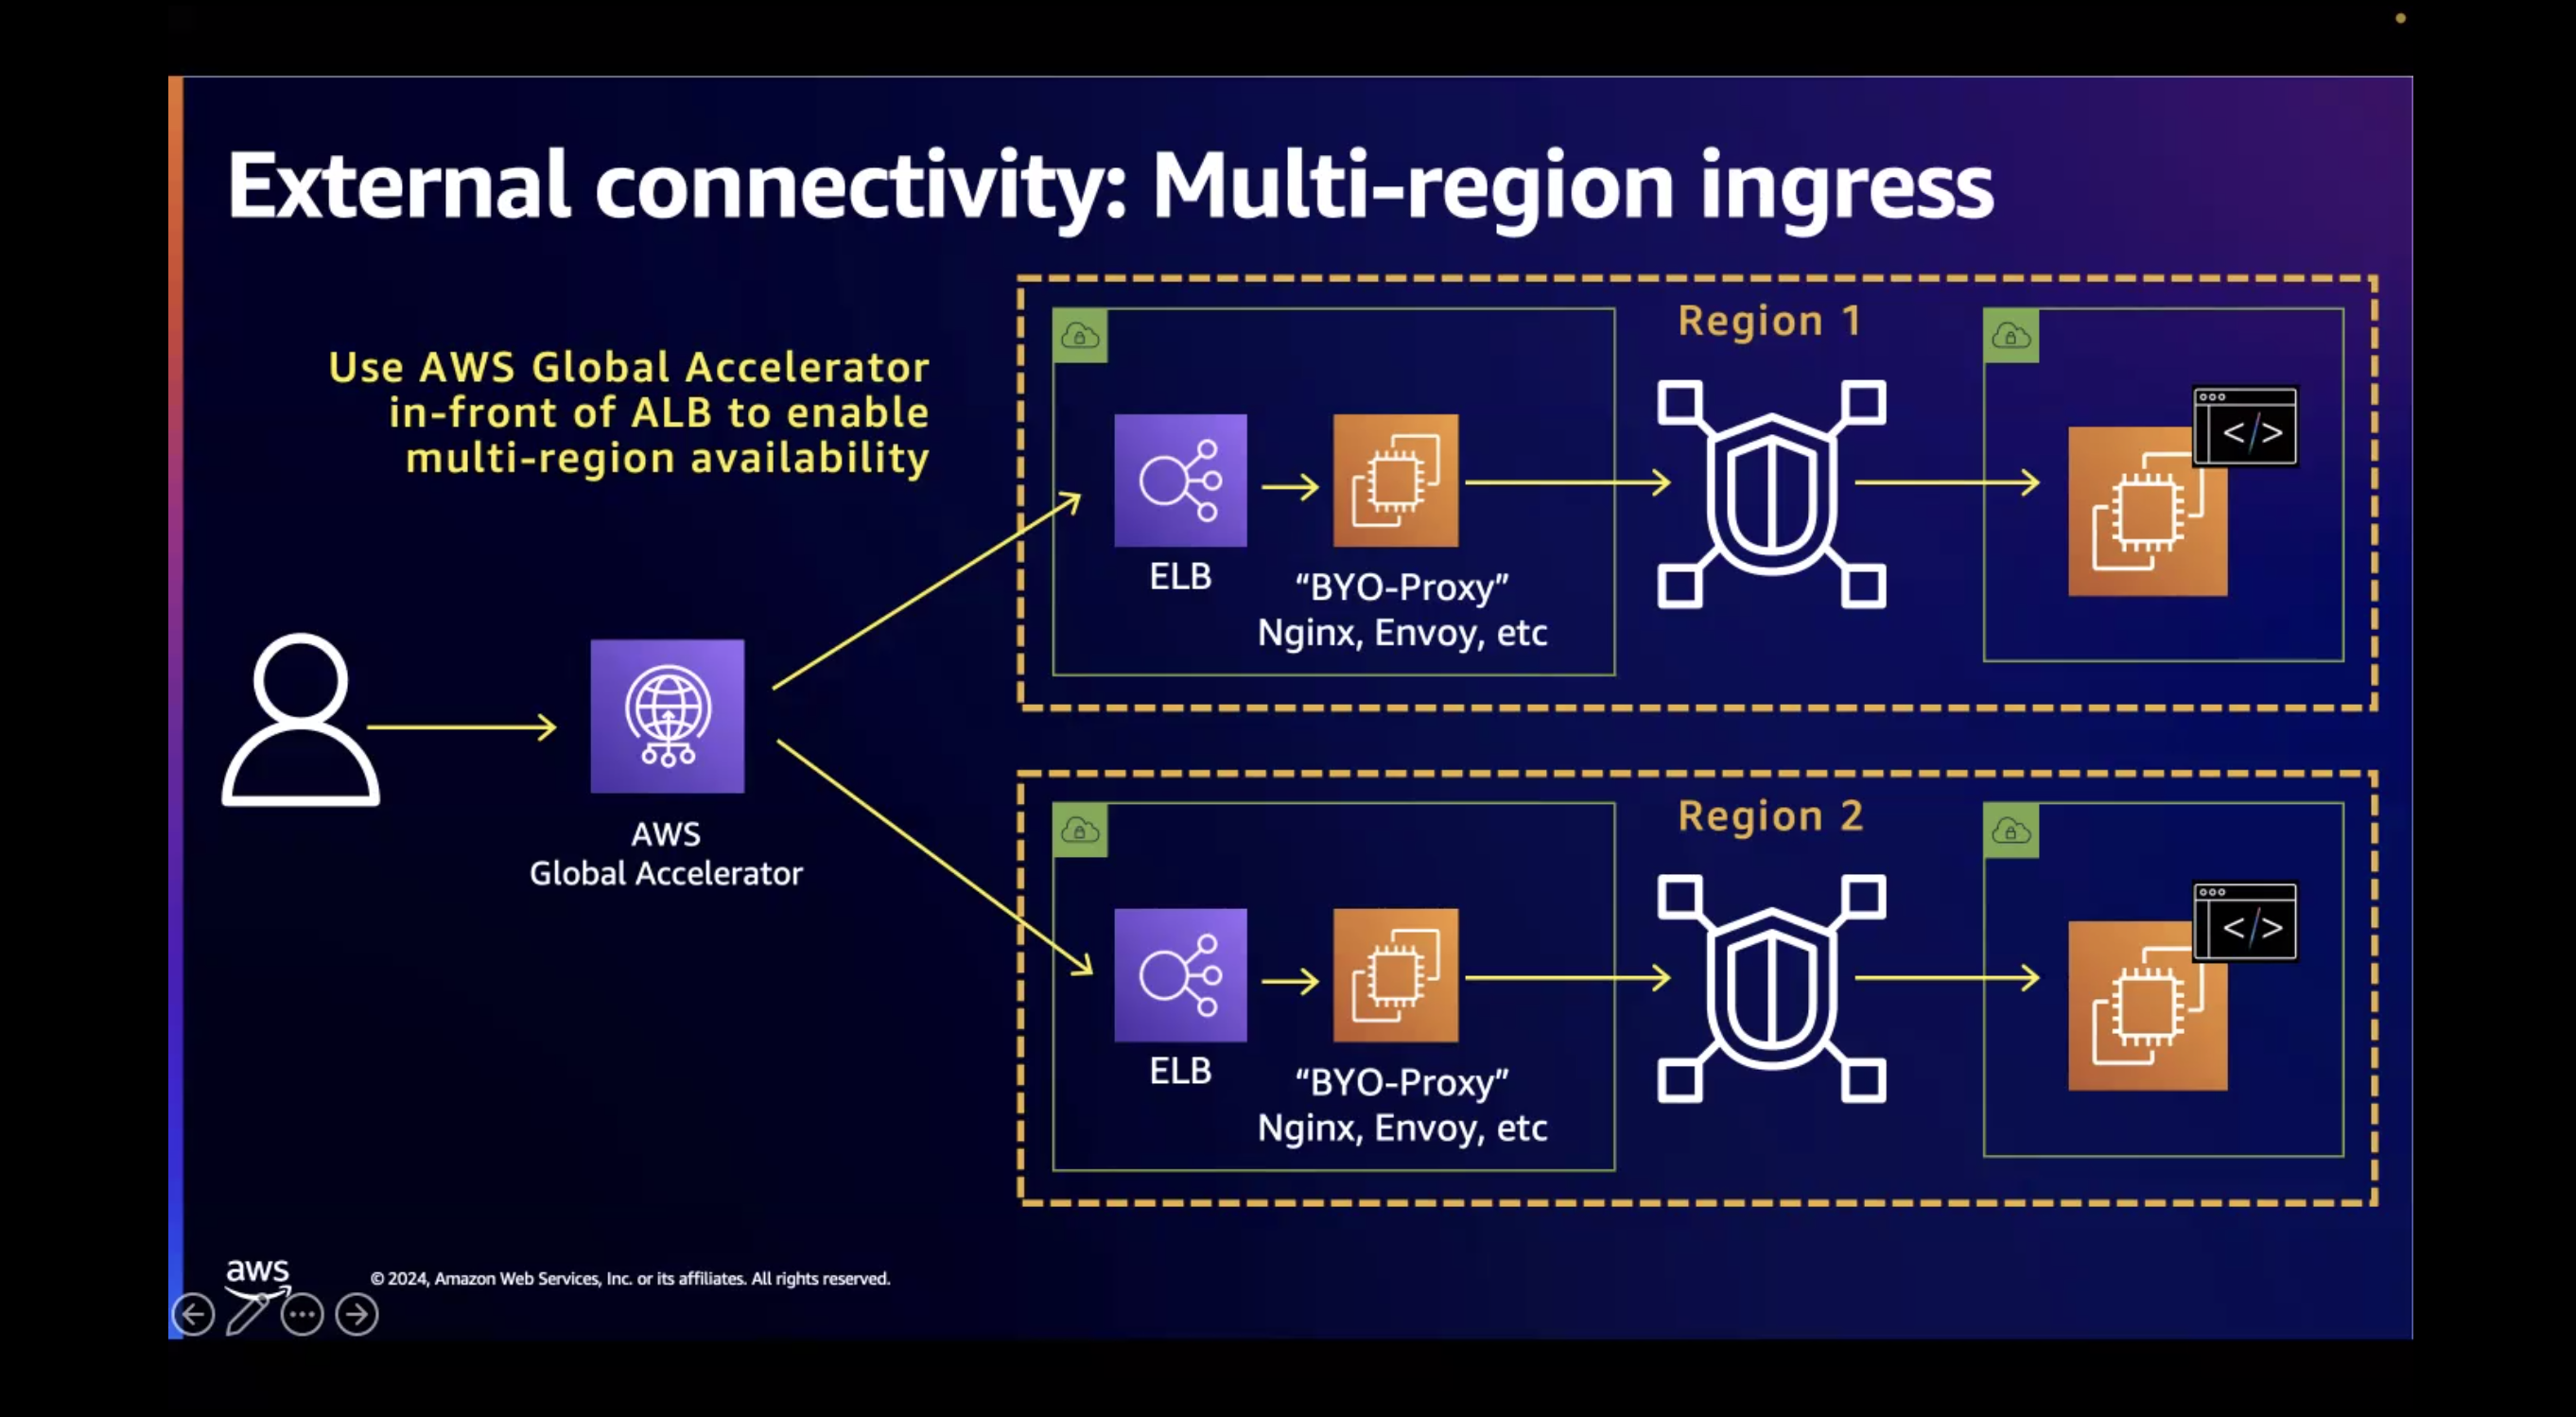 External connectivity: Multi-region ingress
Use AWS Global Accelerator
in-front of ALB to enable
multi-region availability
AWS
Global Accelerator
Region 1
ELB
“BYO-Proxy”
Nginx, Envoy, etc
</>
Region 2
ELB
“BYO-Proxy”
Nginx, Envoy, etc
</>
aws
© 2024, Amazon Web Services, Inc. or its affiliates. All rights reserved.